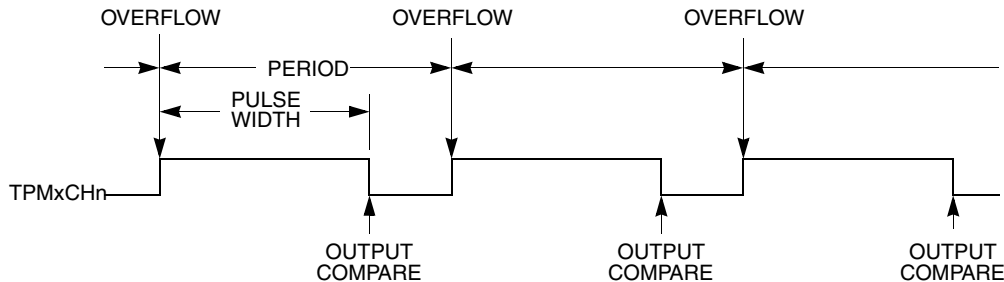 OVERFLOW OVERFLOW OVERFLOW
PERIOD
PULSE
WIDTH
TPMxCHn
OUTPUT
COMPARE
OUTPUT
COMPARE
OUTPUT
COMPARE